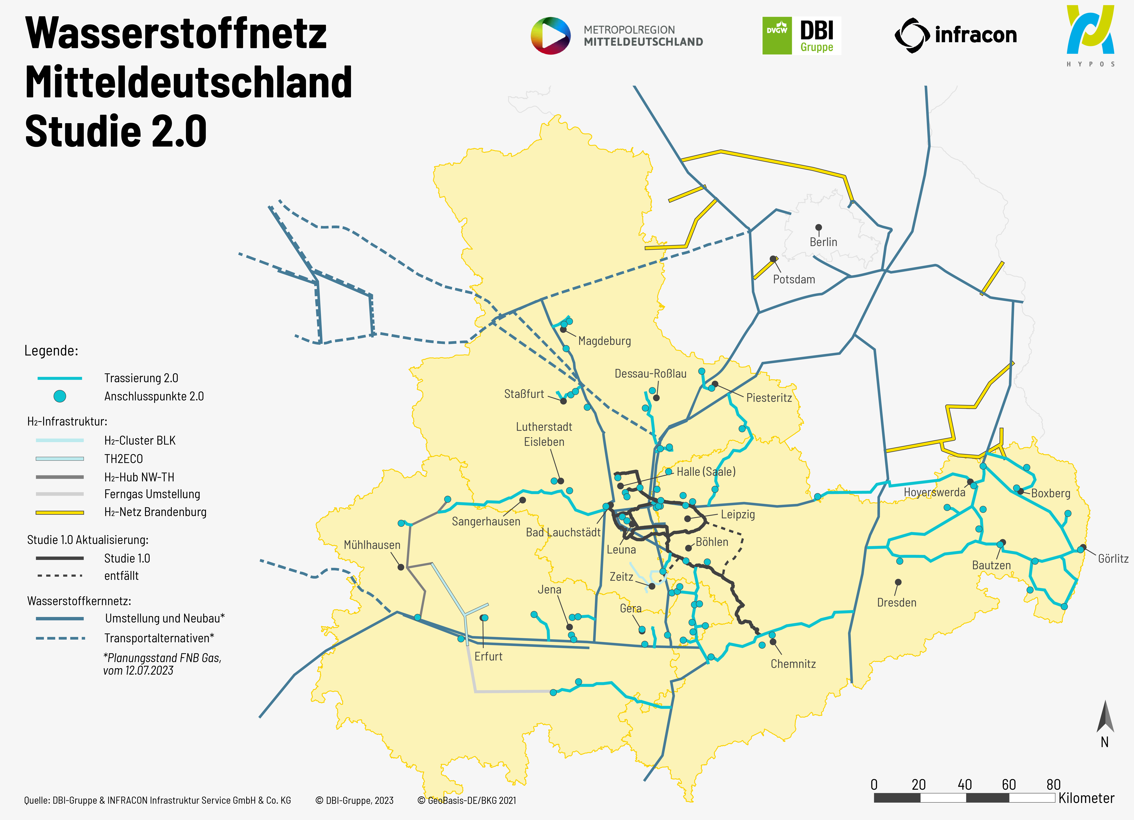 Wasserstoffnetz
Mitteldeutschland
Studie 2.0
METROPOLREGION
MITTELDEUTSCHLAND
DVGW
DBI
Gruppe
infracon
HYPOS
Berlin
Potsdam
Magdeburg
Dessau-Roßlau
Staßfurt
Piesteritz
Lutherstadt
Eisleben
Halle (Saale)
Hoyerswerda
Boxberg
Sangerhausen
Leipzig
Bad Lauchstädt
Mühlhausen
Leuna
Böhlen
Görlitz
Bautzen
Zeitz
Jena
Dresden
Gera
Erfurt
Chemnitz
Legende:
Trassierung 2.0
Anschlusspunkte 2.0
H₂-Infrastruktur:
H₂-Cluster BLK
TH2ECO
H₂-Hub NW-TH
Ferngas Umstellung
H₂-Netz Brandenburg
Studie 1.0 Aktualisierung:
Studie 1.0
entfällt
Wasserstoffkernnetz:
Umstellung und Neubau*
Transportalternativen*
*Planungsstand FNB Gas,
vom 12.07.2023
N
0 20 40 60 80
Kilometer
Quelle: DBI-Gruppe & INFRACON Infrastruktur Service GmbH & Co. KG © DBI-Gruppe, 2023 © GeoBasis-DE/BKG 2021